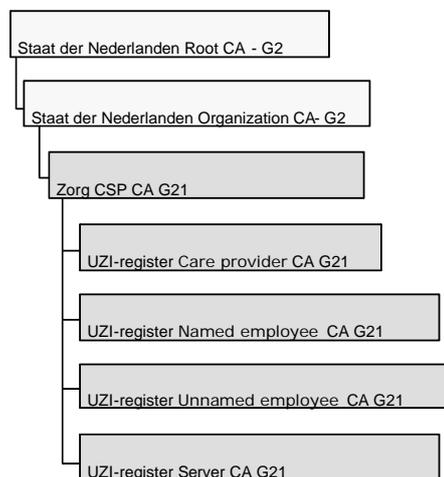 Staat der Nederlanden Root CA - G2
Staat der Nederlanden Organization CA- G2
Zorg CSP CA G21
UZI-register Care provider CA G21
UZI-register Named employee CA G21
UZI-register Unnamed employee CA G21
UZI-register Server CA G21